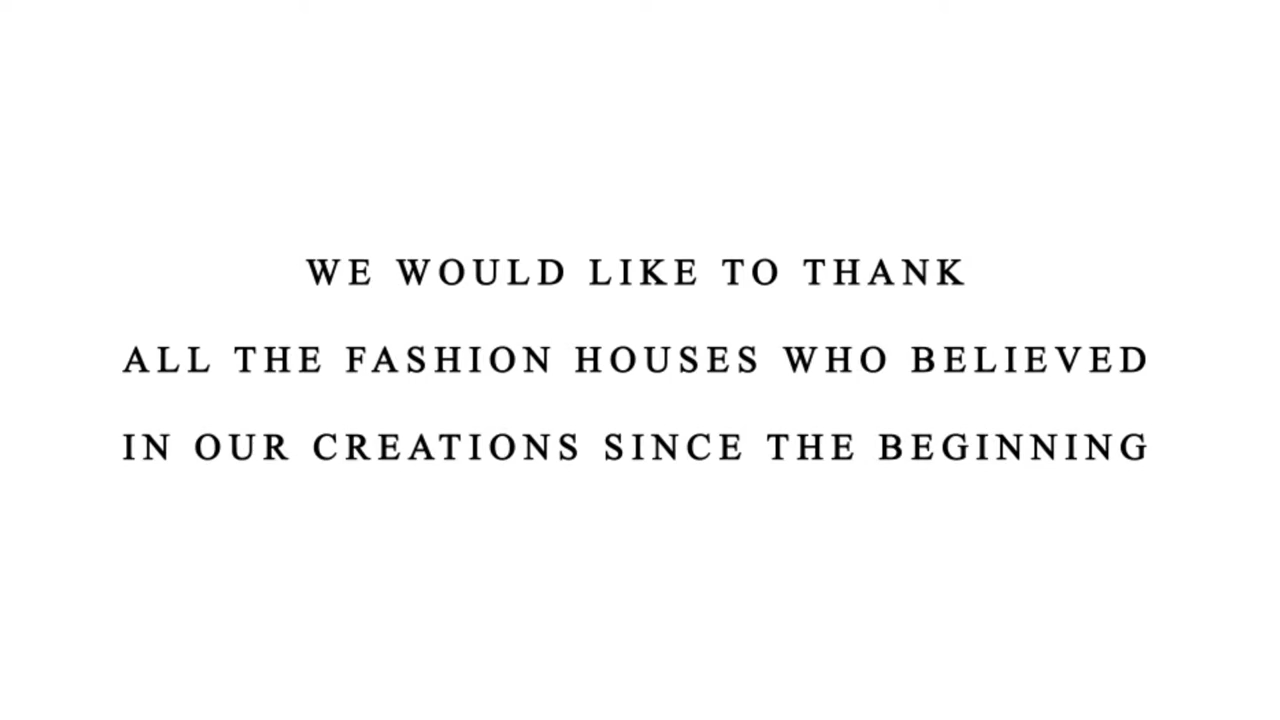 WE WOULD LIKE TO THANK
ALL THE FASHION HOUSES WHO BELIEVED
IN OUR CREATIONS SINCE THE BEGINNING